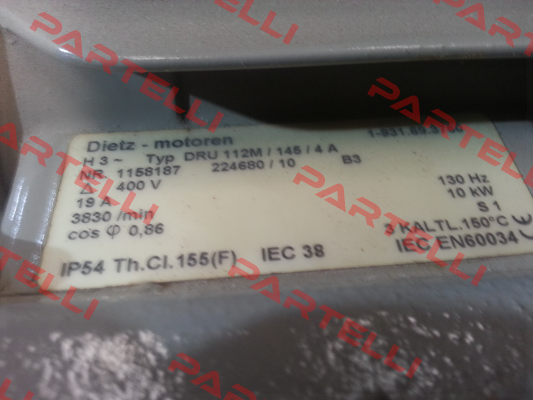 Dietz - motoren
H 3 ~ Typ DRU 112M / 145 / 4 A
NR. 1158187 224680 / 10 B3
Δ 400 V 130 Hz
19 A 10 kW
3830 /min S 1
cos φ 0,86 3 KALTL.150°C
IP54 Th.Cl.155(F) IEC 38 IEC EN60034
PARTELLI
PARTELLI
PARTELLI
PARTELLI
PARTELLI
PARTELLI
PARTELLI